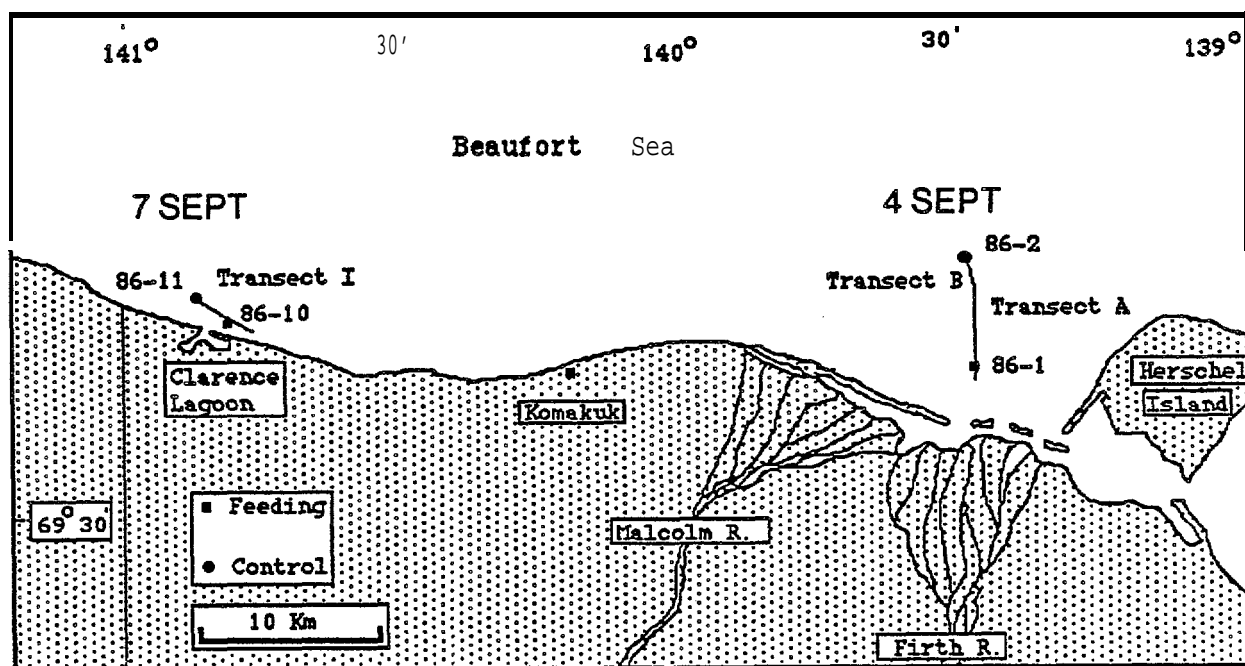 141° 30' 140° 30' 139°
Beaufort Sea
7 SEPT
4 SEPT
86-11 Transect I
86-10
86-2
Transect B
Transect A
86-1
Clarence
Lagoon
Komakuk
Herschel
Island
69° 30'
■ Feeding
● Control
10 Km
Malcolm R.
Firth R.